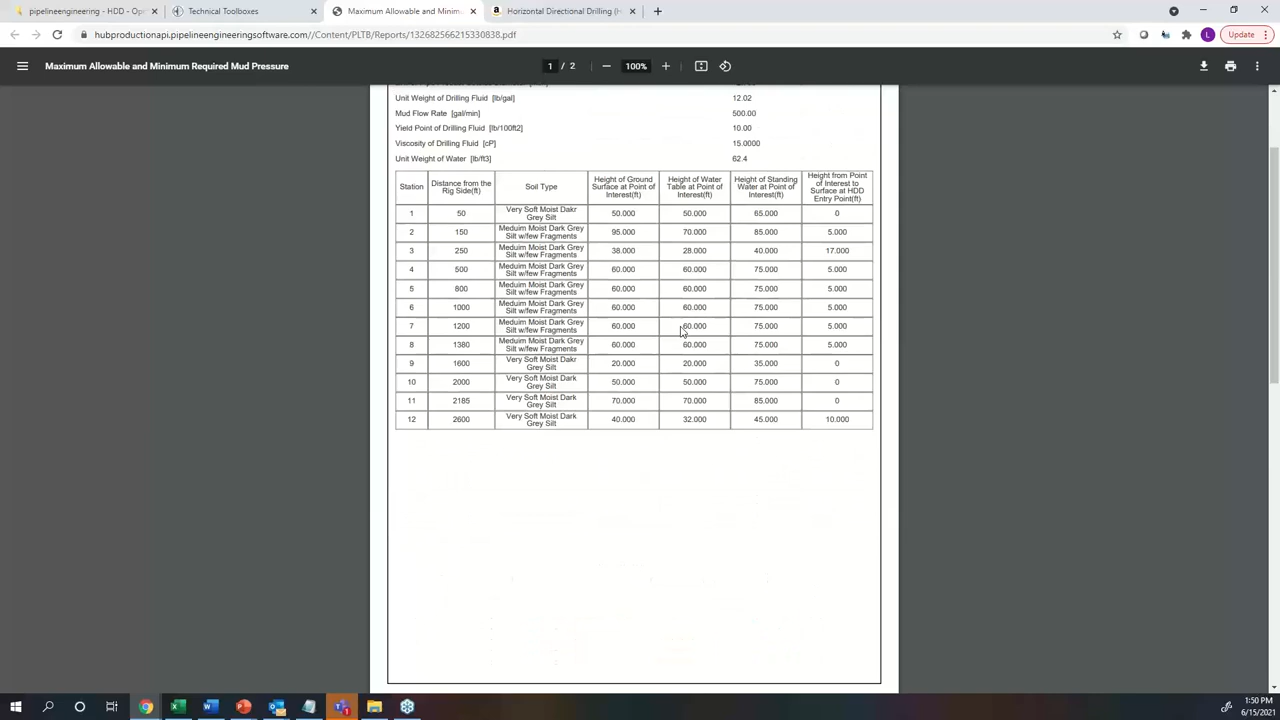 pipelineengineering - HDD - Op
Technical Toolboxes
Maximum Allowable and Minim
Horizontal Directional Drilling (H
hubproductionapi.pipelineengineeringsoftware.com//Content/PLTB/Reports/132682566215330838.pdf
L
Update
Maximum Allowable and Minimum Required Mud Pressure
1 / 2
100%
Unit Weight of Drilling Fluid [lb/gal] 12.02
Mud Flow Rate [gal/min] 500.00
Yield Point of Drilling Fluid [lb/100ft2] 10.00
Viscosity of Drilling Fluid [cP] 15.0000
Unit Weight of Water [lb/ft3] 62.4
Station
Distance from the
Rig Side(ft)
Soil Type
Height of Ground
Surface at Point of
Interest(ft)
Height of Water
Table at Point of
Interest(ft)
Height of Standing
Water at Point of
Interest(ft)
Height from Point
of Interest to
Surface at HDD
Entry Point(ft)
1 50 Very Soft Moist Dakr
Grey Silt 50.000 50.000 65.000 0
2 150 Meduim Moist Dark Grey
Silt w/few Fragments 95.000 70.000 85.000 5.000
3 250 Meduim Moist Dark Grey
Silt w/few Fragments 38.000 28.000 40.000 17.000
4 500 Meduim Moist Dark Grey
Silt w/few Fragments 60.000 60.000 75.000 5.000
5 800 Meduim Moist Dark Grey
Silt w/few Fragments 60.000 60.000 75.000 5.000
6 1000 Meduim Moist Dark Grey
Silt w/few Fragments 60.000 60.000 75.000 5.000
7 1200 Meduim Moist Dark Grey
Silt w/few Fragments 60.000 60.000 75.000 5.000
8 1380 Meduim Moist Dark Grey
Silt w/few Fragments 60.000 60.000 75.000 5.000
9 1600 Very Soft Moist Dakr
Grey Silt 20.000 20.000 35.000 0
10 2000 Very Soft Moist Dark
Grey Silt 50.000 50.000 75.000 0
11 2185 Very Soft Moist Dark
Grey Silt 70.000 70.000 85.000 0
12 2600 Very Soft Moist Dark
Grey Silt 40.000 32.000 45.000 10.000
1:50 PM
6/15/2021